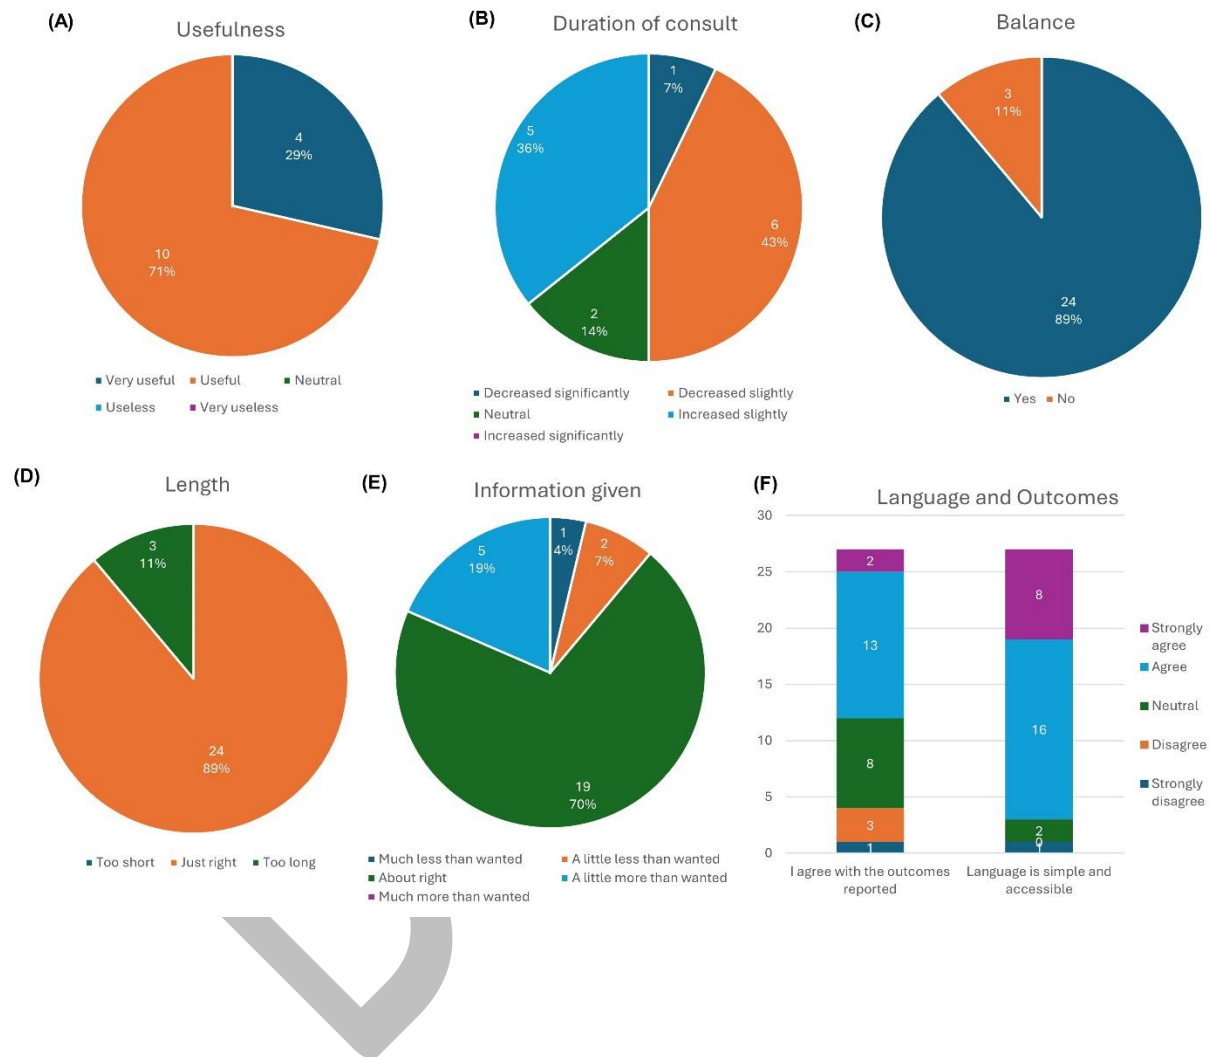 (A)
Usefulness
4
29%
10
71%
Very useful
Useful
Neutral
Useless
Very useless
(B)
Duration of consult
1
7%
5
36%
6
43%
2
14%
Decreased significantly
Decreased slightly
Neutral
Increased slightly
Increased significantly
(C)
Balance
3
11%
24
89%
Yes
No
(D)
Length
3
11%
24
89%
Too short
Just right
Too long
(E)
Information given
1
4%
2
7%
5
19%
19
70%
Much less than wanted
A little less than wanted
About right
A little more than wanted
Much more than wanted
(F)
Language and Outcomes
30
25
20
15
10
5
0
2
13
8
3
1
8
16
2
0
1
I agree with the outcomes
reported
Language is simple and
accessible
Strongly
agree
Agree
Neutral
Disagree
Strongly
disagree